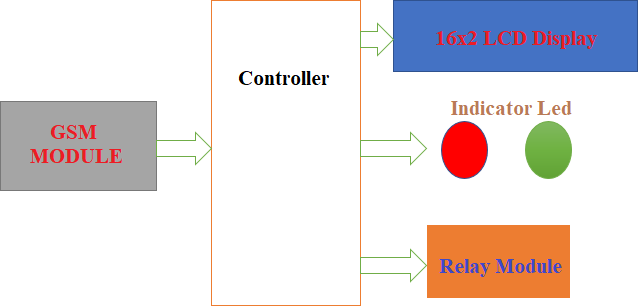 16x2 LCD Display
Controller
Indicator Led
GSM
MODULE
Relay Module